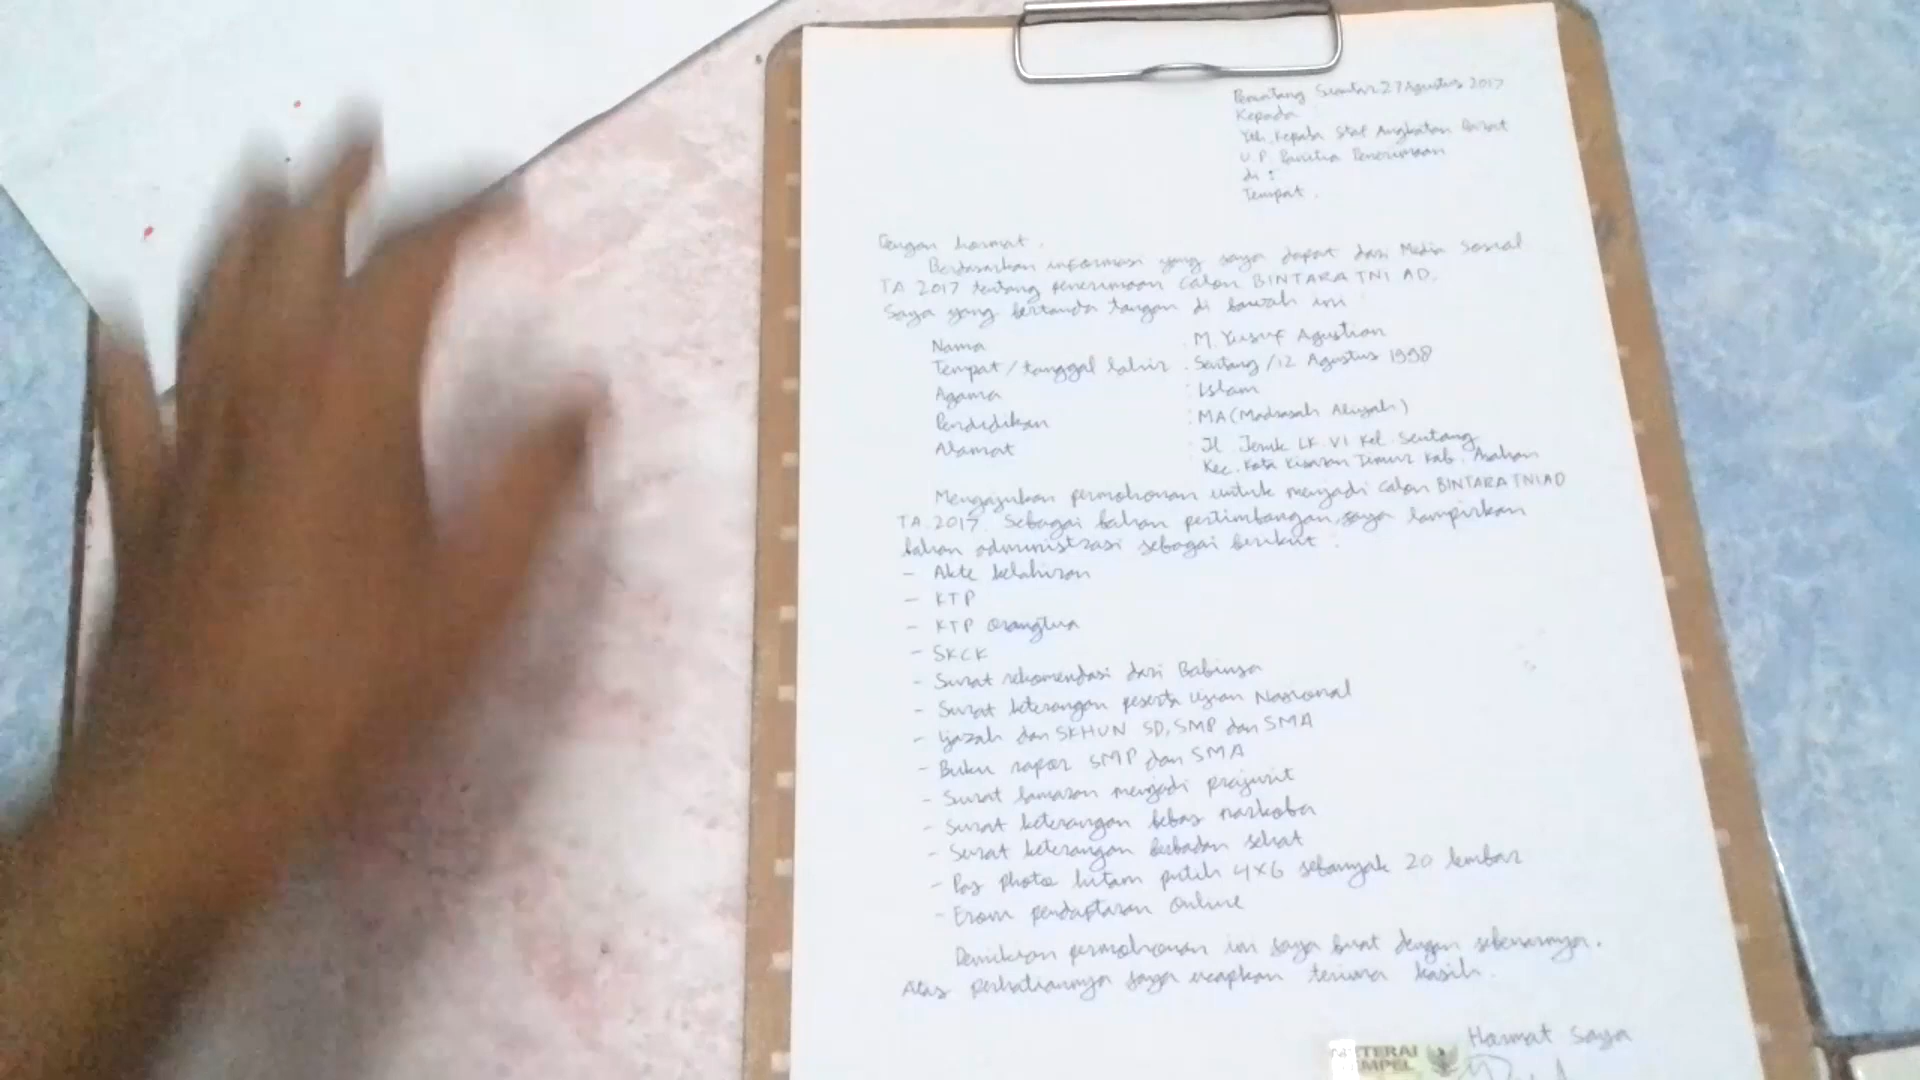 Pematang Siantar 27 Agustus 2017
Kepada
Yth. Kepala Staf Angkatan Darat
U.P. Panitia Penerimaan
di :
Tempat .
Dengan hormat .
Berdasarkan informasi yang saya dapat dari Media Sosial
TA 2017 tentang penerimaan Calon BINTARA TNI AD.
Saya yang bertanda tangan di bawah ini
Nama : M. Yusuf Agustian
Tempat / tanggal lahir : Sentang / 12 Agustus 1998
Agama : Islam
Pendidikan : MA (Madrasah Aliyah)
Alamat : Jl. Jeruk LK. VI Kel. Sentang
Kec. Kota Kisaran Timur Kab. Asahan
Mengajukan permohonan untuk menjadi Calon BINTARA TNI AD
TA. 2017. Sebagai bahan pertimbangan, saya lampirkan
bahan administrasi sebagai berikut :
- Akte kelahiran
- KTP
- KTP Orangtua
- SKCK
- Surat rekomendasi dari Babinsa
- Surat keterangan peserta Ujian Nasional
- Ijazah dan SKHUN SD, SMP dan SMA
- Buku rapor SMP dan SMA
- Surat lamaran menjadi prajurit
- Surat keterangan bebas narkoba
- Surat keterangan berbadan sehat
- Pas photo hitam putih 4x6 sebanyak 20 lembar
- pendaptaran Online
Demikian permohonan ini saya buat dengan sebenarnya.
Atas perhatiannya saya ucapkan terima kasih.
Hormat Saya
METERAI
TEMPEL